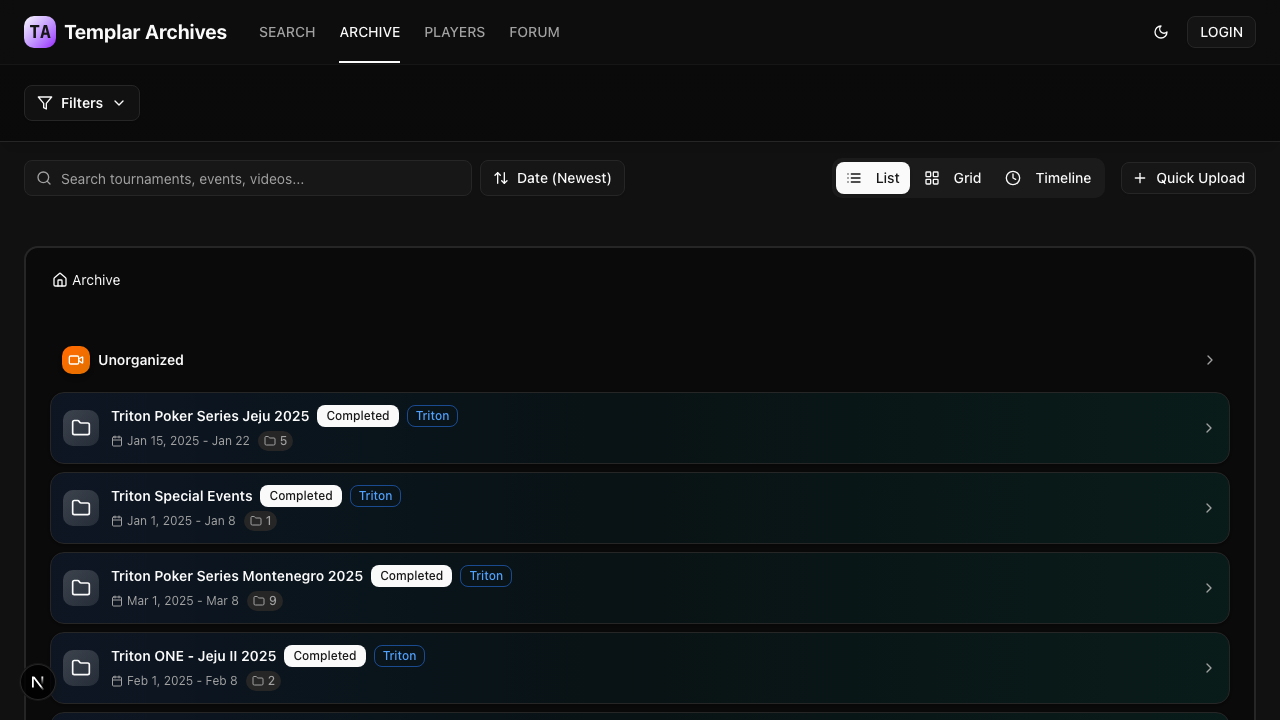 TA Templar Archives SEARCH ARCHIVE PLAYERS FORUM LOGIN
Filters
Search tournaments, events, videos... Date (Newest) List Grid Timeline Quick Upload
Archive
Unorganized
Triton Poker Series Jeju 2025 Completed Triton
Jan 15, 2025 - Jan 22 5
Triton Special Events Completed Triton
Jan 1, 2025 - Jan 8 1
Triton Poker Series Montenegro 2025 Completed Triton
Mar 1, 2025 - Mar 8 9
Triton ONE - Jeju II 2025 Completed Triton
Feb 1, 2025 - Feb 8 2
N